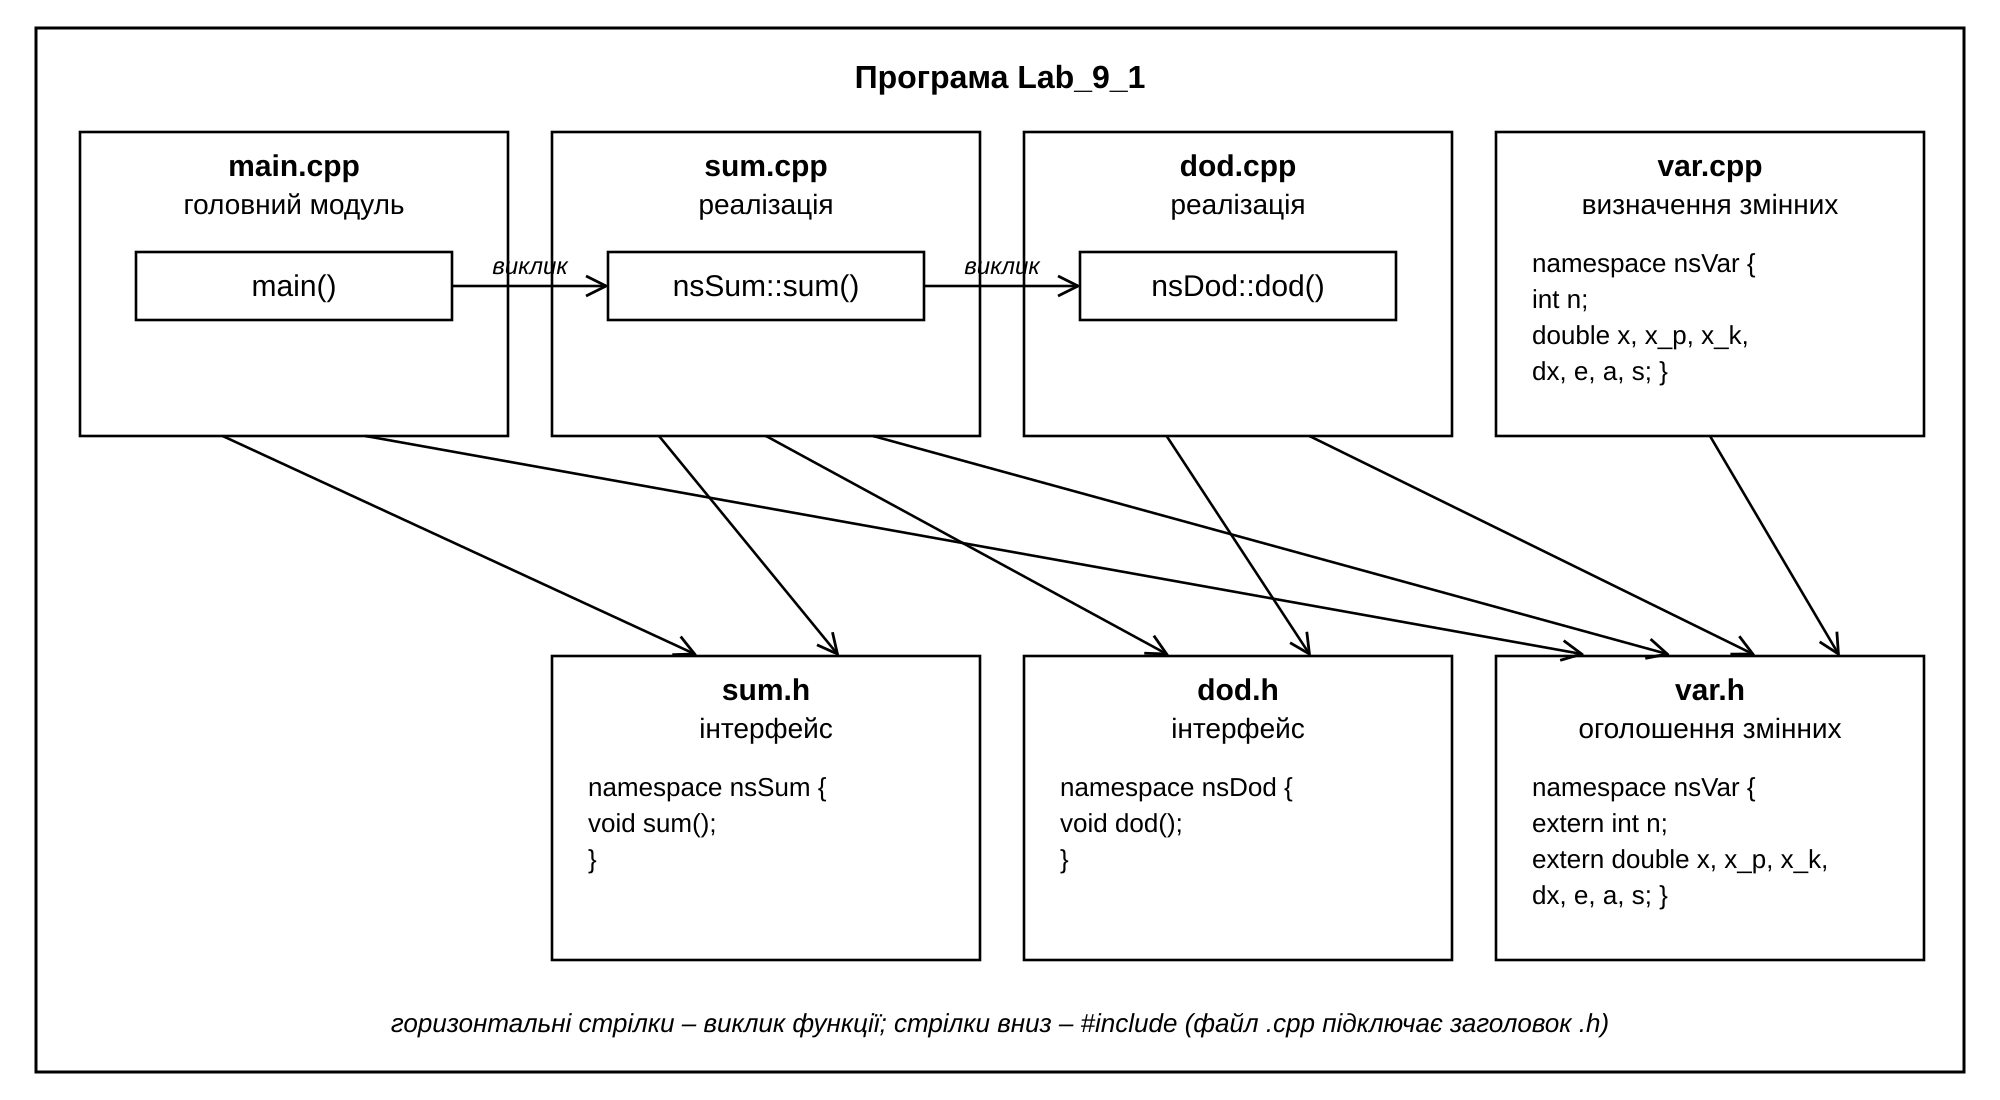 Програма Lab_9_1
main.cpp
головний модуль
main()
виклик
sum.cpp
реалізація
nsSum::sum()
виклик
dod.cpp
реалізація
nsDod::dod()
var.cpp
визначення змінних
namespace nsVar {
int n;
double x, x_p, x_k,
dx, e, a, s; }
sum.h
інтерфейс
namespace nsSum {
void sum();
}
dod.h
інтерфейс
namespace nsDod {
void dod();
}
var.h
оголошення змінних
namespace nsVar {
extern int n;
extern double x, x_p, x_k,
dx, e, a, s; }
горизонтальні стрілки – виклик функції; стрілки вниз – #include (файл .cpp підключає заголовок .h)